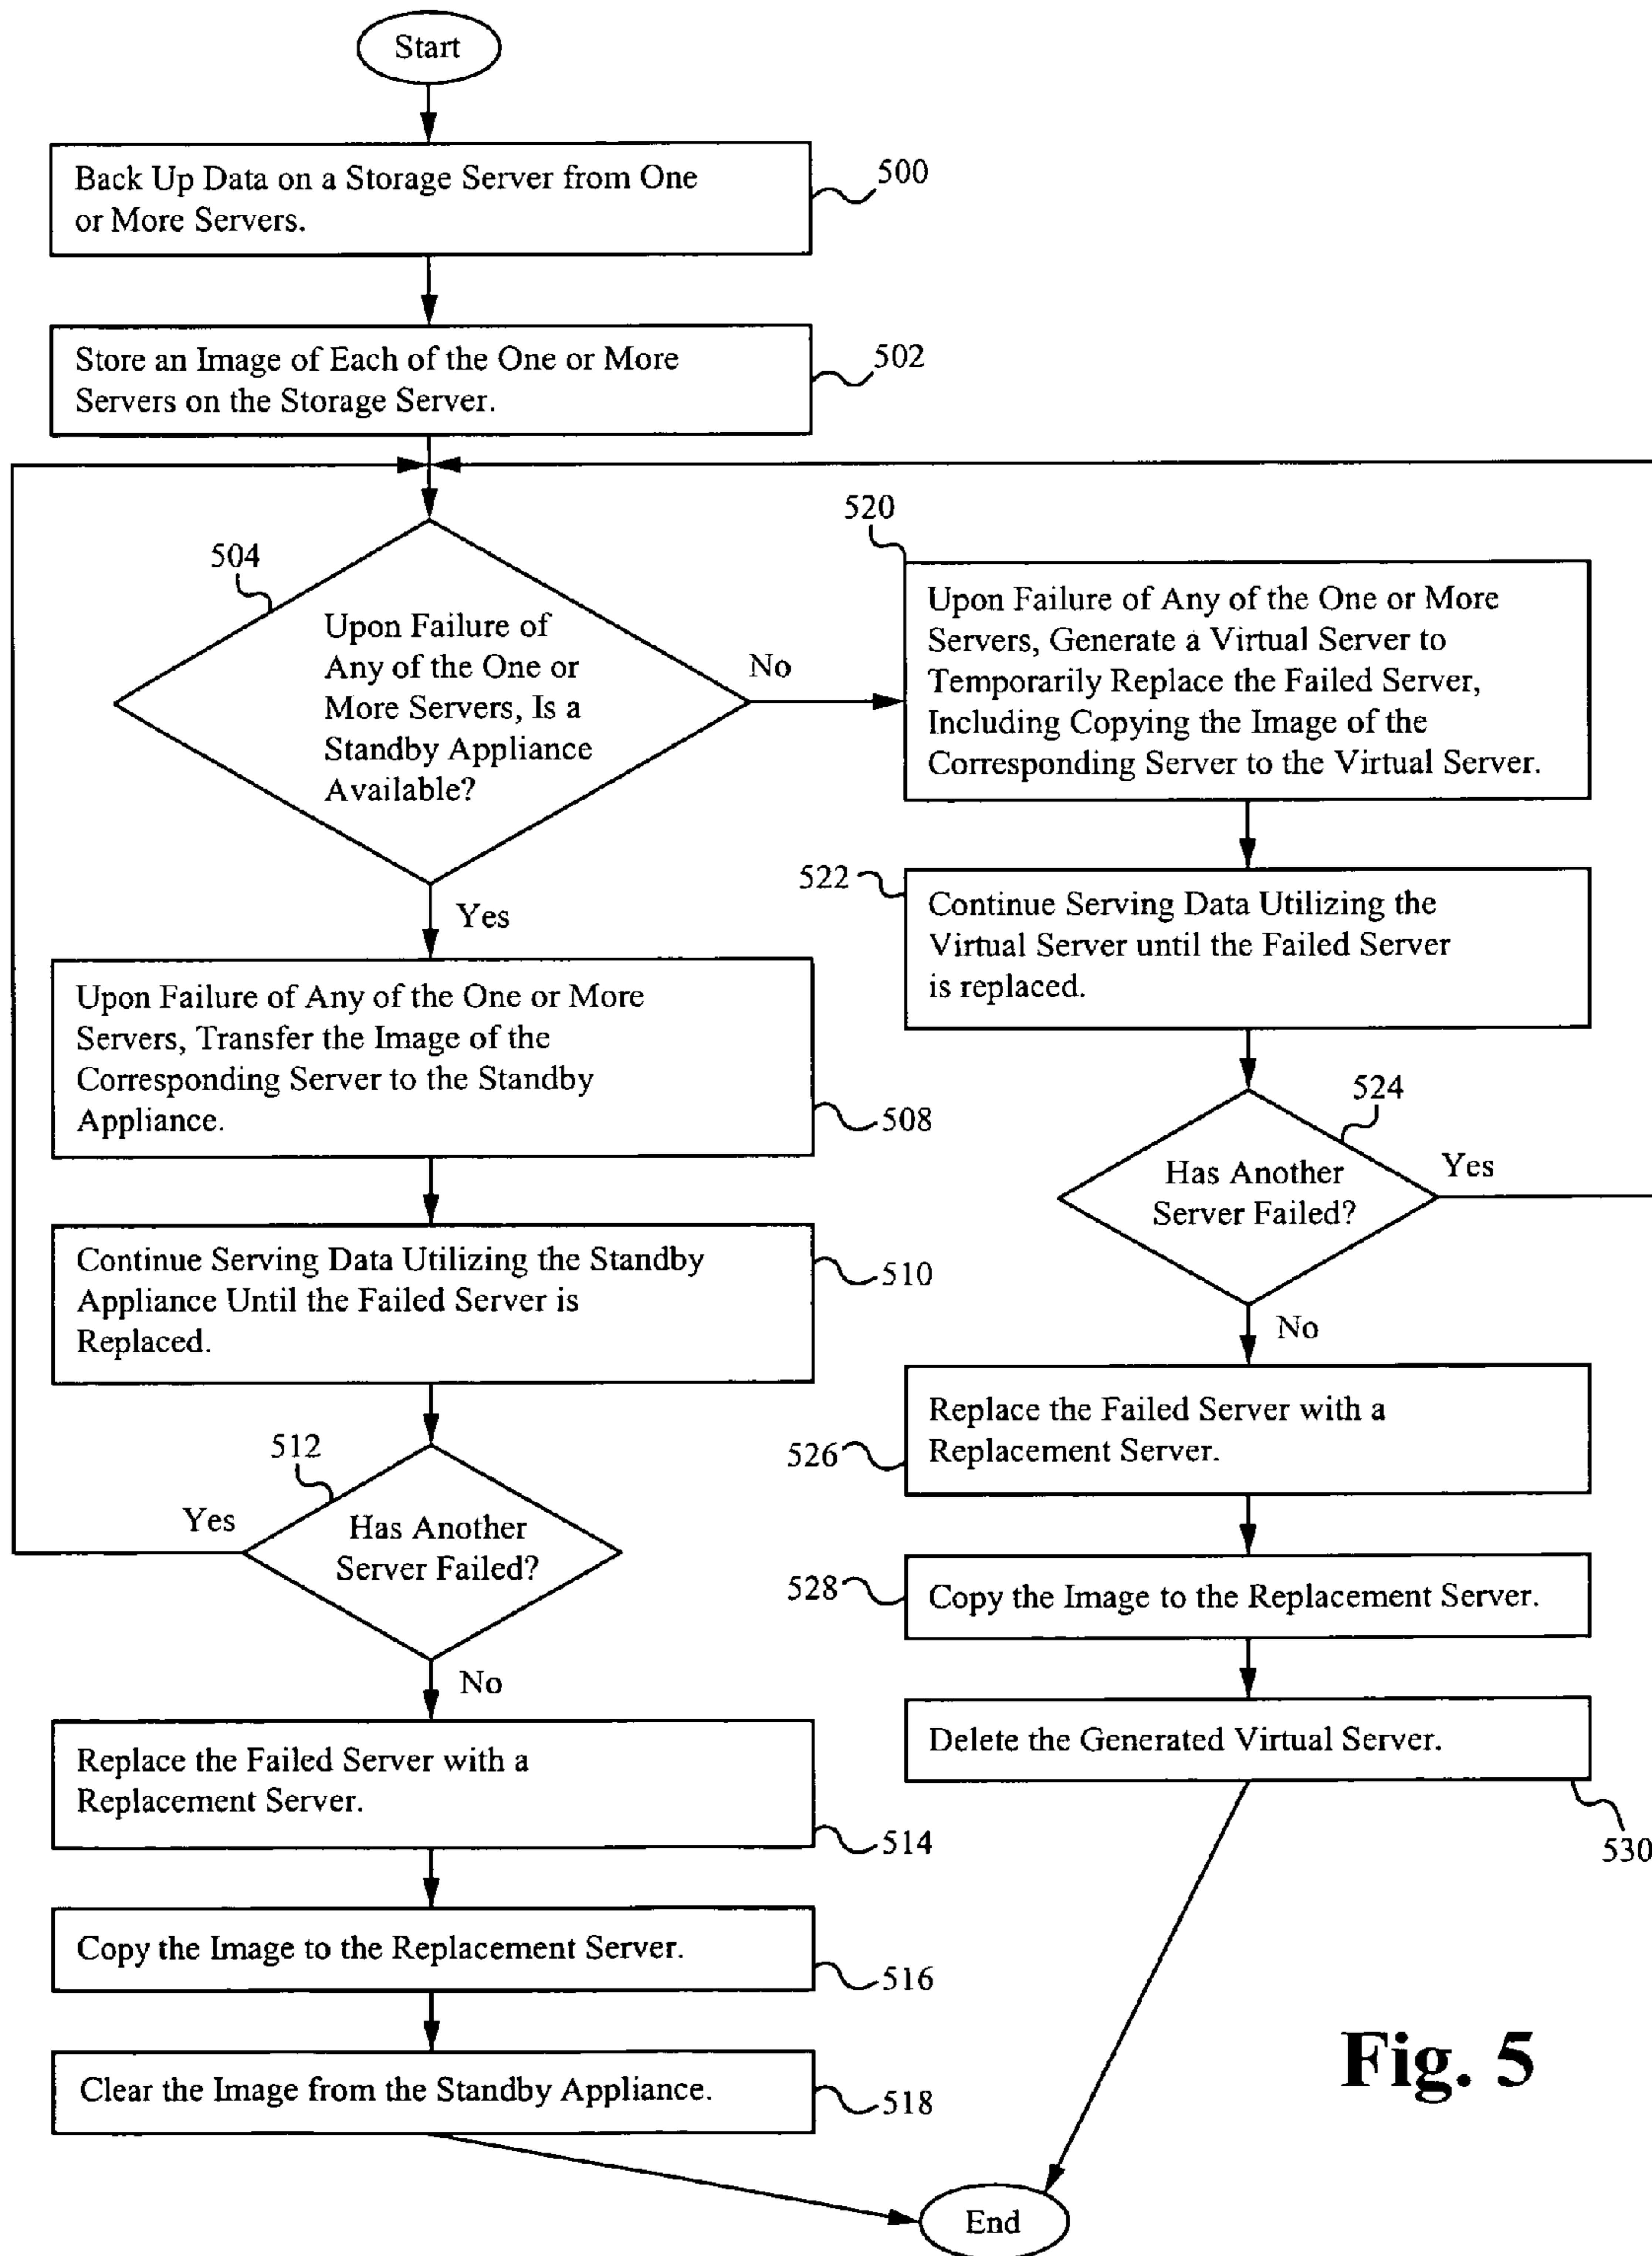 Start
Back Up Data on a Storage Server from One
or More Servers.
500
Store an Image of Each of the One or More
Servers on the Storage Server.
502
504
Upon Failure of
Any of the One or
More Servers, Is a
Standby Appliance
Available?
No
Yes
520
Upon Failure of Any of the One or More
Servers, Generate a Virtual Server to
Temporarily Replace the Failed Server,
Including Copying the Image of the
Corresponding Server to the Virtual Server.
522
Continue Serving Data Utilizing the
Virtual Server until the Failed Server
is replaced.
Upon Failure of Any of the One or More
Servers, Transfer the Image of the
Corresponding Server to the Standby
Appliance.
508
524
Has Another
Server Failed?
Yes
No
Continue Serving Data Utilizing the Standby
Appliance Until the Failed Server is
Replaced.
510
526
Replace the Failed Server with a
Replacement Server.
512
Has Another
Server Failed?
Yes
No
528
Copy the Image to the Replacement Server.
Delete the Generated Virtual Server.
530
Replace the Failed Server with a
Replacement Server.
514
Copy the Image to the Replacement Server.
516
Clear the Image from the Standby Appliance.
518
End
Fig. 5